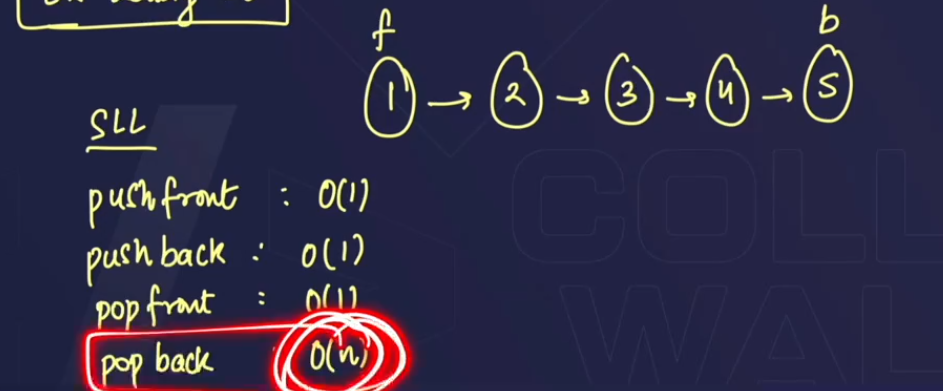 f b
1 → 2 → 3 → 4 → 5
SLL
push front : O(1)
push back : O(1)
pop front : O(1)
pop back : O(n)
COLL
WAL